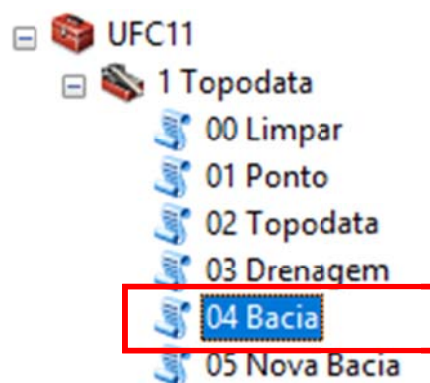 UFC11
1 Topodata
00 Limpar
01 Ponto
02 Topodata
03 Drenagem
04 Bacia
05 Nova Bacia